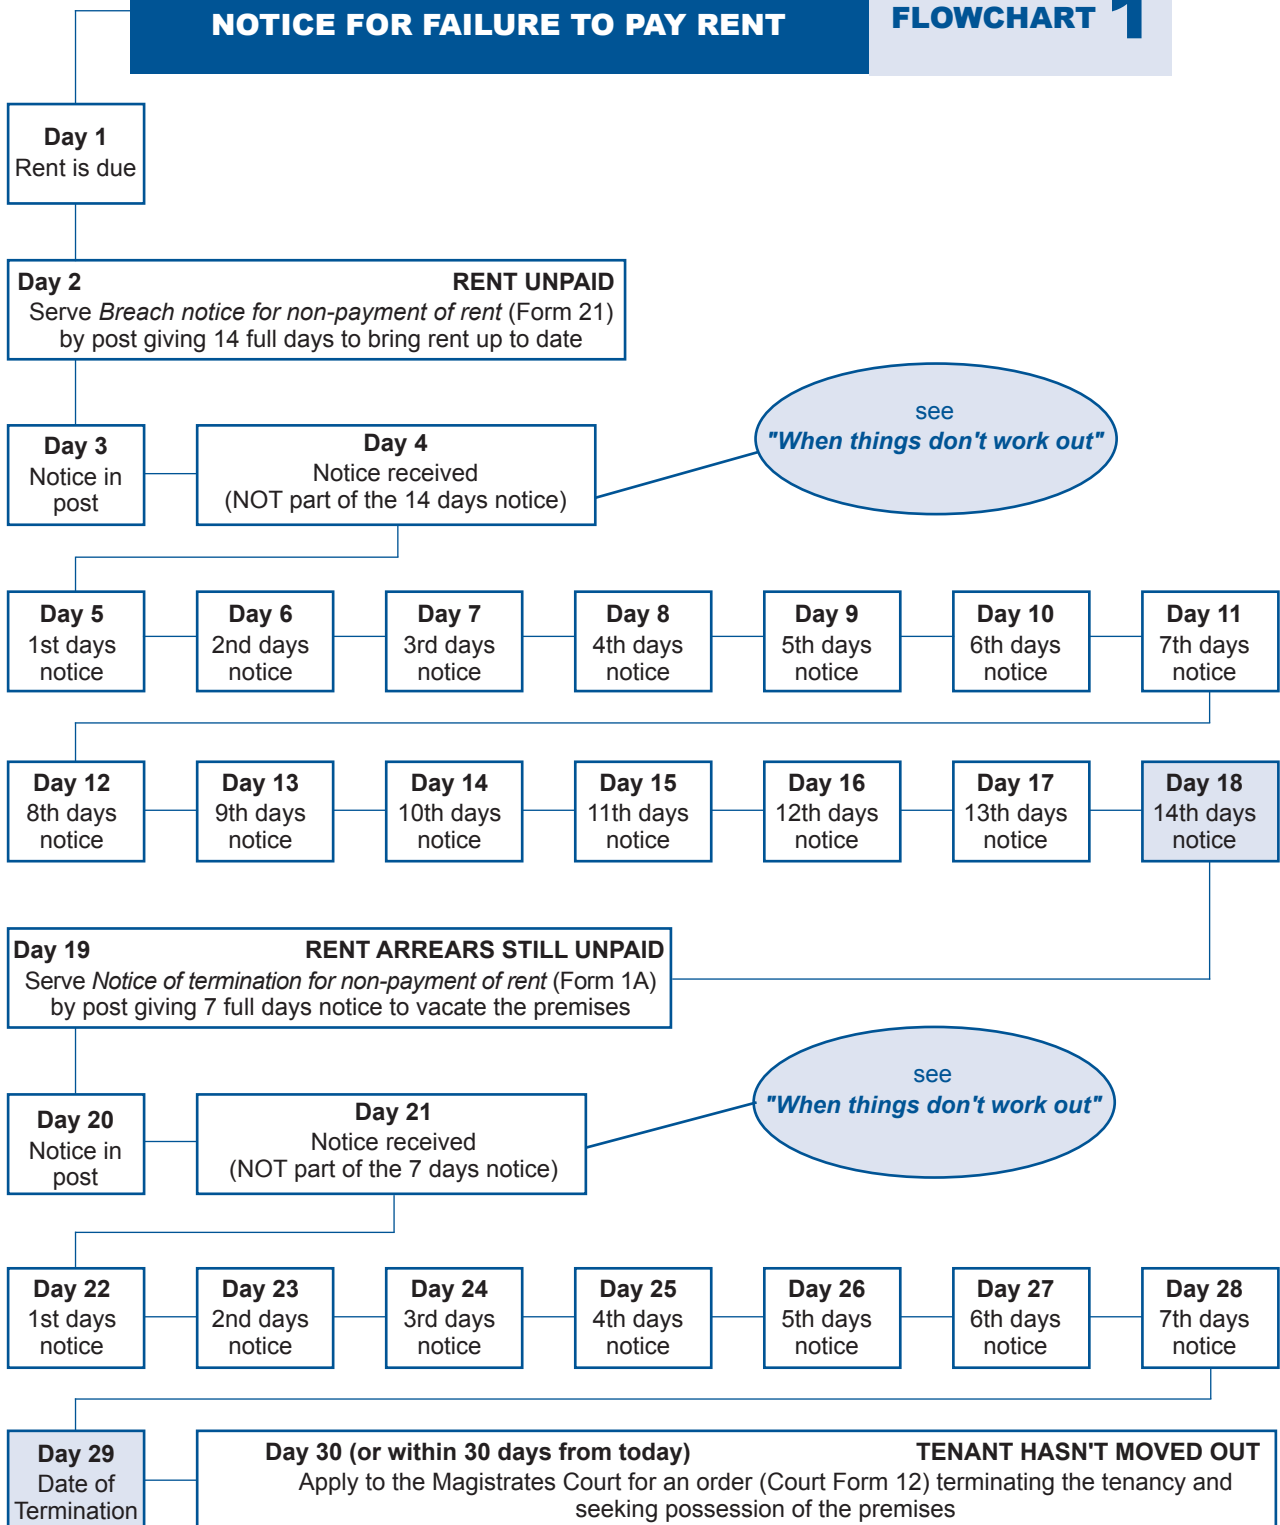 NOTICE FOR FAILURE TO PAY RENT
FLOWCHART 1
Day 1
Rent is due
Day 2 RENT UNPAID
Serve Breach notice for non-payment of rent (Form 21)
by post giving 14 full days to bring rent up to date
Day 3
Notice in
post
Day 4
Notice received
(NOT part of the 14 days notice)
see
"When things don't work out"
Day 5
1st days
notice
Day 6
2nd days
notice
Day 7
3rd days
notice
Day 8
4th days
notice
Day 9
5th days
notice
Day 10
6th days
notice
Day 11
7th days
notice
Day 12
8th days
notice
Day 13
9th days
notice
Day 14
10th days
notice
Day 15
11th days
notice
Day 16
12th days
notice
Day 17
13th days
notice
Day 18
14th days
notice
Day 19 RENT ARREARS STILL UNPAID
Serve Notice of termination for non-payment of rent (Form 1A)
by post giving 7 full days notice to vacate the premises
Day 20
Notice in
post
Day 21
Notice received
(NOT part of the 7 days notice)
see
"When things don't work out"
Day 22
1st days
notice
Day 23
2nd days
notice
Day 24
3rd days
notice
Day 25
4th days
notice
Day 26
5th days
notice
Day 27
6th days
notice
Day 28
7th days
notice
Day 29
Date of
Termination
Day 30 (or within 30 days from today) TENANT HASN'T MOVED OUT
Apply to the Magistrates Court for an order (Court Form 12) terminating the tenancy and
seeking possession of the premises